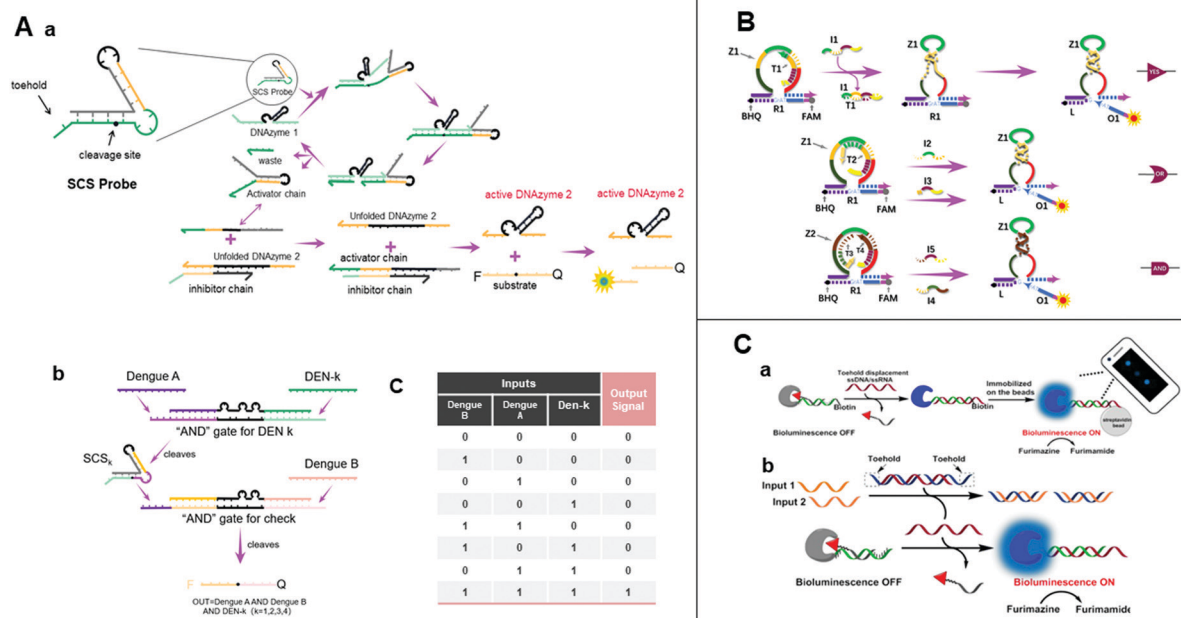 A a
SCS Probe
toehold
DNAzyme 1
cleavage site
waste
SCS Probe
Activator chain
active DNAzyme 2
active DNAzyme 2
Unfolded DNAzyme 2
+
+
+
Unfolded DNAzyme 2
activator chain
F Q
Q
inhibitor chain
inhibitor chain
substrate
b
Dengue A
DEN-k
"AND" gate for DEN k
SCSk
cleaves
Dengue B
"AND" gate for check
cleaves
F Q
OUT=Dengue A AND Dengue B
AND DEN-k (k=1,2,3,4)
C
Inputs
Output
Signal
Dengue
B
Dengue
A
Den-k
0 0 0 0
1 0 0 0
0 1 0 0
0 0 1 0
1 1 0 0
1 0 1 0
0 1 1 0
1 1 1 1
B
Z1
T1
I1
I1
T1
Z1
Z1
YES
BHQ
R1
FAM
R1
L
O1
Z1
T2
I2
I3
Z1
OR
BHQ
R1
FAM
L
O1
Z2
T3
T4
I5
I4
Z1
AND
BHQ
R1
FAM
L
O1
C
a
Toehold displacement
ssDNA/ssRNA
Immobilized
on the beads
Biotin
Biotin
streptavidin
bead
Bioluminescence OFF
Bioluminescence ON
Furimazine
Furimamide
b
Toehold
Toehold
Input 1
Input 2
Bioluminescence OFF
Bioluminescence ON
Furimazine
Furimamide